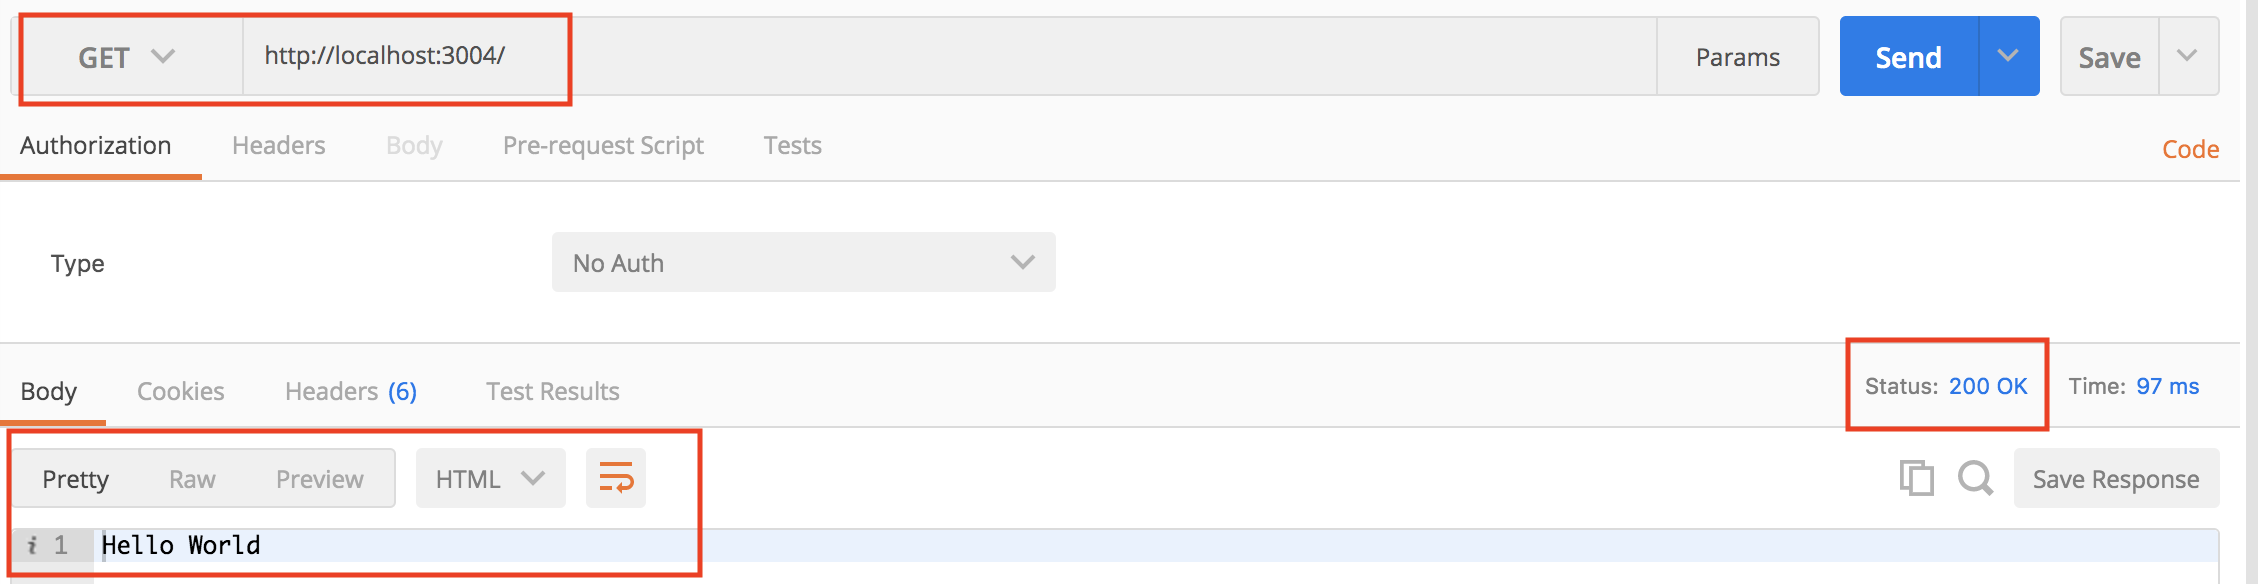 GET http://localhost:3004/ Params Send Save
Authorization Headers Body Pre-request Script Tests Code
Type No Auth
Body Cookies Headers (6) Test Results Status: 200 OK Time: 97 ms
Pretty Raw Preview HTML Save Response
i 1 Hello World